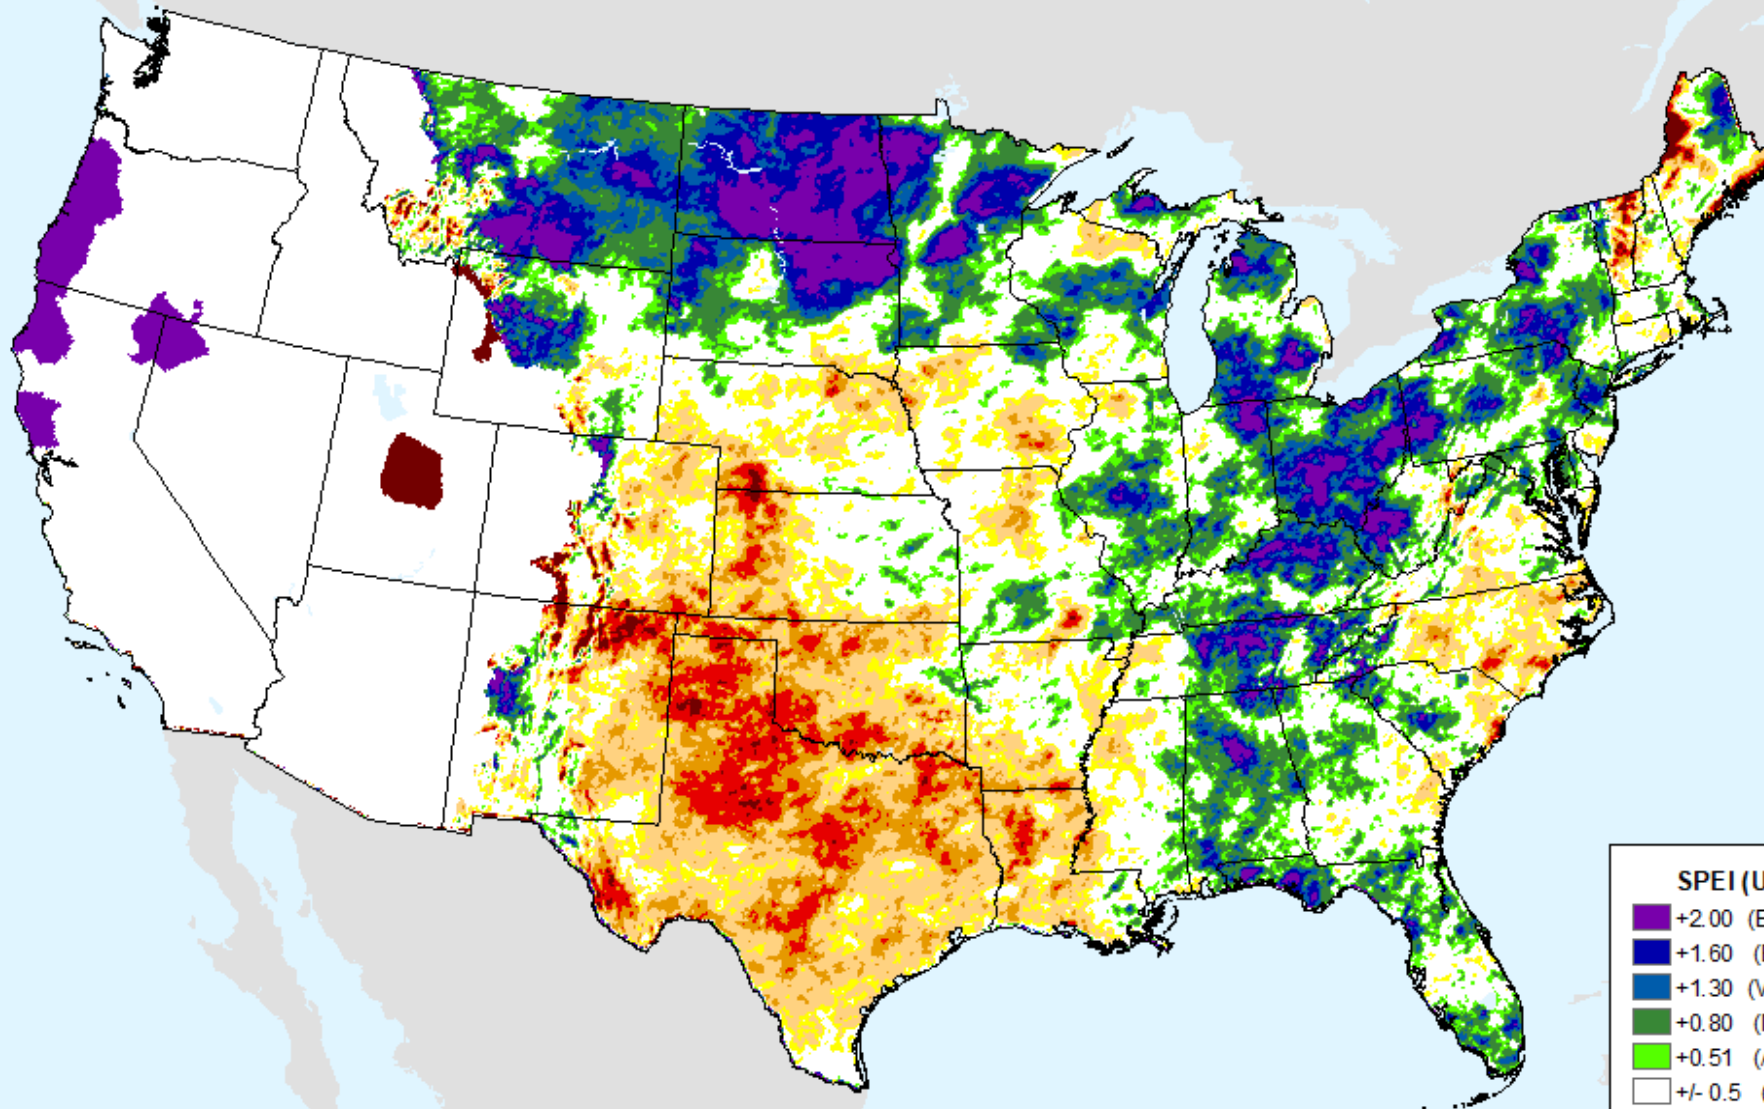 SPEI (U
+2.00 (E
+1.60 (
+1.30 (V
+0.80 (
+0.51 (
+/- 0.5 (